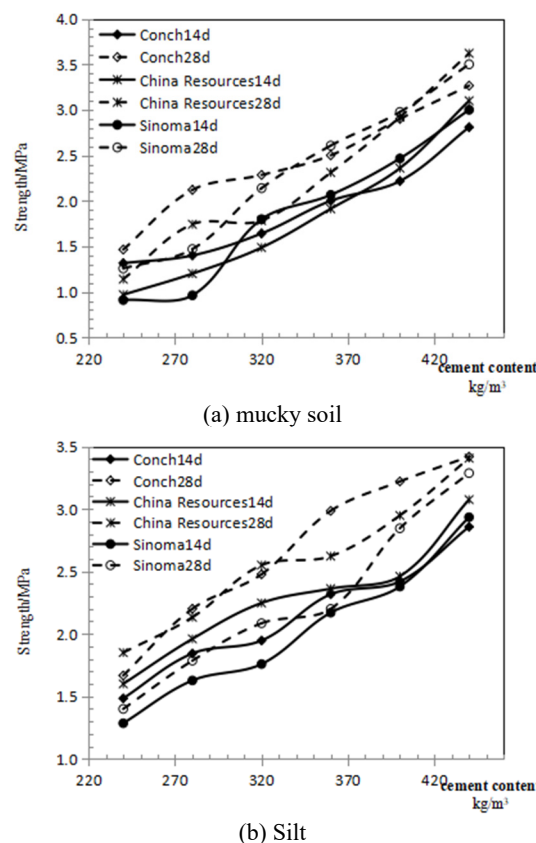 4.0
3.5
3.0
2.5
2.0
1.5
1.0
0.5
Strength/MPa
Conch14d
Conch28d
China Resources14d
China Resources28d
Sinoma14d
Sinoma28d
220 270 320 370 420
cement content
kg/m³
(a) mucky soil
3.5
3.0
2.5
2.0
1.5
1.0
Strength/MPa
Conch14d
Conch28d
China Resources14d
China Resources28d
Sinoma14d
Sinoma28d
220 270 320 370 420
cement content
kg/m³
(b) Silt